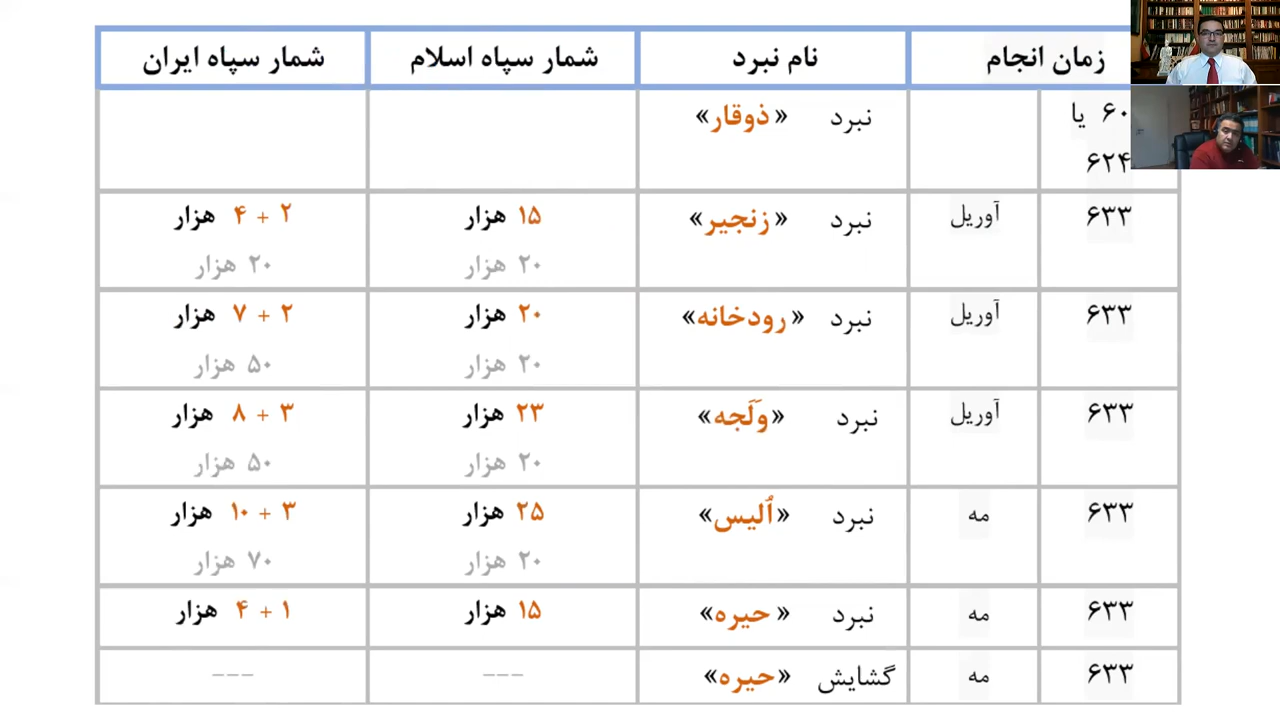 زمان انجام نام نبرد شمار سپاه اسلام شمار سپاه ایران
۶۰ یا نبرد «ذوقار»
۶۲۴
۶۳۳ آوریل نبرد «زنجیر» ۱۵ هزار ۲ + ۴ هزار
۲۰ هزار ۲۰ هزار
۶۳۳ آوریل نبرد «رودخانه» ۲۰ هزار ۲ + ۷ هزار
۲۰ هزار ۵۰ هزار
۶۳۳ آوریل نبرد «وَلَجه» ۲۳ هزار ۳ + ۸ هزار
۲۰ هزار ۵۰ هزار
۶۳۳ مه نبرد «اُلیس» ۲۵ هزار ۳ + ۱۰ هزار
۲۰ هزار ۷۰ هزار
۶۳۳ مه نبرد «حیره» ۱۵ هزار ۱ + ۴ هزار
۶۳۳ مه گشایش «حیره» --- ---